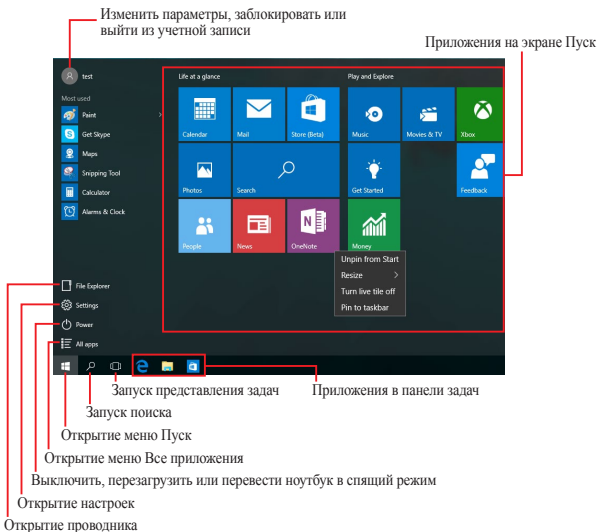 Изменить параметры, заблокировать или
выйти из учетной записи
Приложения на экране Пуск
test
Life at a glance
Play and Explore
Most used
Paint
Get Skype
Maps
Snipping Tool
Calculator
Alarms & Clock
Calendar
Mail
Store (Beta)
Music
Movies & TV
Xbox
Photos
Search
Get Started
Feedback
People
News
OneNote
Money
Unpin from Start
Resize
Turn live tile off
Pin to taskbar
File Explorer
Settings
Power
All apps
Запуск представления задач
Приложения в панели задач
Запуск поиска
Открытие меню Пуск
Открытие меню Все приложения
Выключить, перезагрузить или перевести ноутбук в спящий режим
Открытие настроек
Открытие проводника